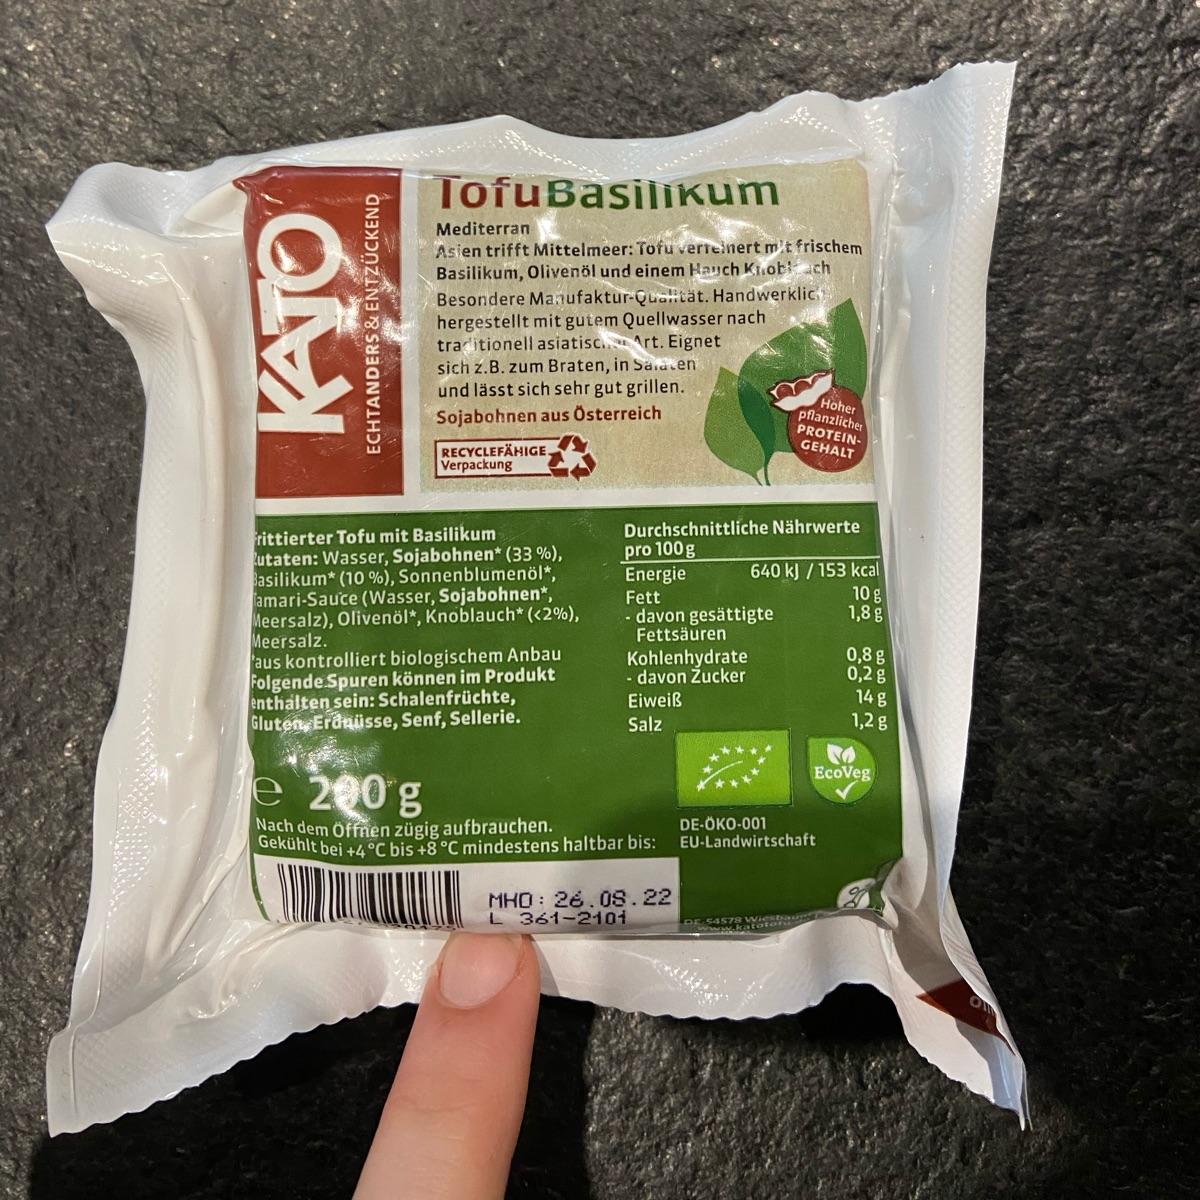 KATO
ECHTANDERS & ENTZÜCKEND
TofuBasilikum
Mediterran
Asien trifft Mittelmeer: Tofu verfeinert mit frischem
Basilikum, Olivenöl und einem Hauch Knoblauch
Besondere Manufaktur-Qualität. Handwerklich
hergestellt mit gutem Quellwasser nach
traditionell asiatischer Art. Eignet
sich z.B. zum Braten, in Salaten
und lässt sich sehr gut grillen.
Sojabohnen aus Österreich
RECYCLEFÄHIGE
Verpackung
Hoher
pflanzlicher
PROTEIN-
GEHALT
Frittierter Tofu mit Basilikum
Zutaten: Wasser, Sojabohnen* (33 %),
Basilikum* (10 %), Sonnenblumenöl*,
Tamari-Sauce (Wasser, Sojabohnen*,
Meersalz), Olivenöl*, Knoblauch* (<2%),
Meersalz.
*aus kontrolliert biologischem Anbau
Folgende Spuren können im Produkt
enthalten sein: Schalenfrüchte,
Gluten, Erdnüsse, Senf, Sellerie.
Durchschnittliche Nährwerte
pro 100 g
Energie 640 kJ / 153 kcal
Fett 10 g
- davon gesättigte 1,8 g
Fettsäuren
Kohlenhydrate 0,8 g
- davon Zucker 0,2 g
Eiweiß 14 g
Salz 1,2 g
EcoVeg
DE-ÖKO-001
EU-Landwirtschaft
e 200 g
Nach dem Öffnen zügig aufbrauchen.
Gekühlt bei +4 °C bis +8 °C mindestens haltbar bis:
MHD: 26.08.22
L 361-2101
DE-54578